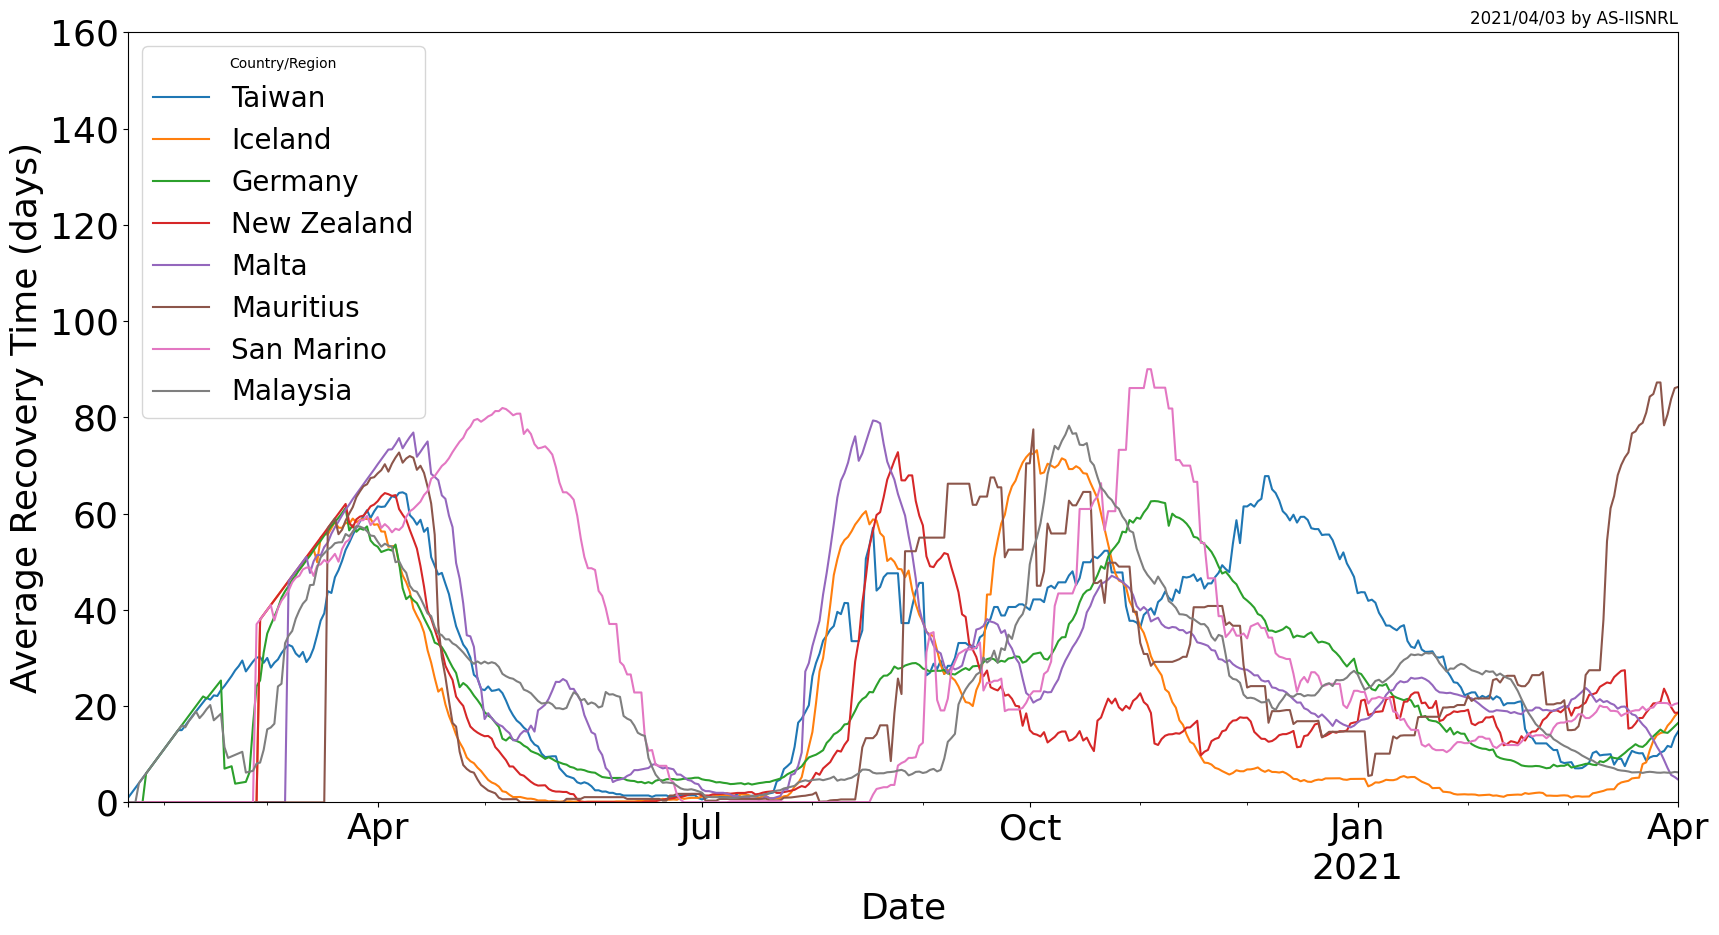 2021/04/03 by AS-IISNRL
Average Recovery Time (days)
160
140
120
100
80
60
40
20
0
Country/Region
Taiwan
Iceland
Germany
New Zealand
Malta
Mauritius
San Marino
Malaysia
Apr
Jul
Oct
Jan
2021
Apr
Date